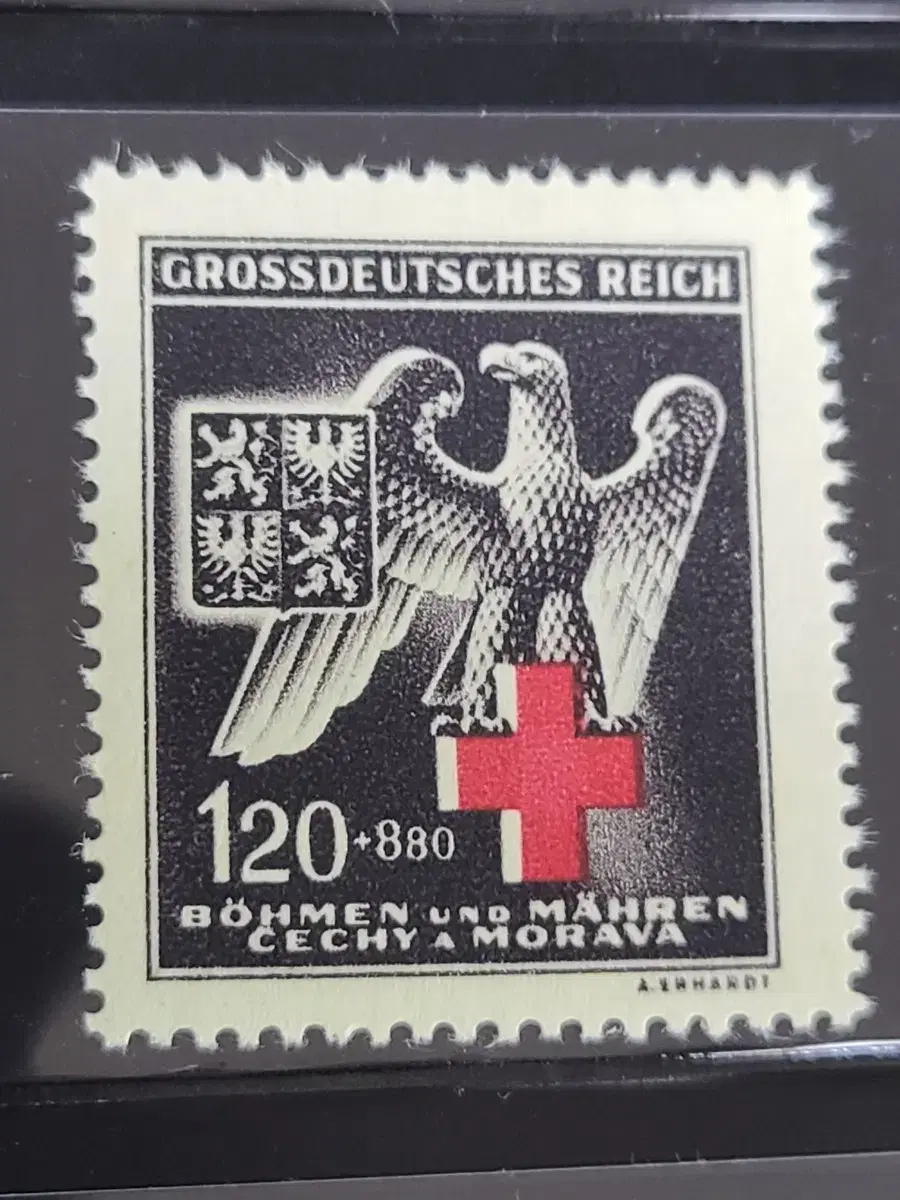 GROSSDEUTSCHES REICH
120+880
BÖHMEN UND MÄHREN
ČECHY A MORAVA
A. ERHARDT